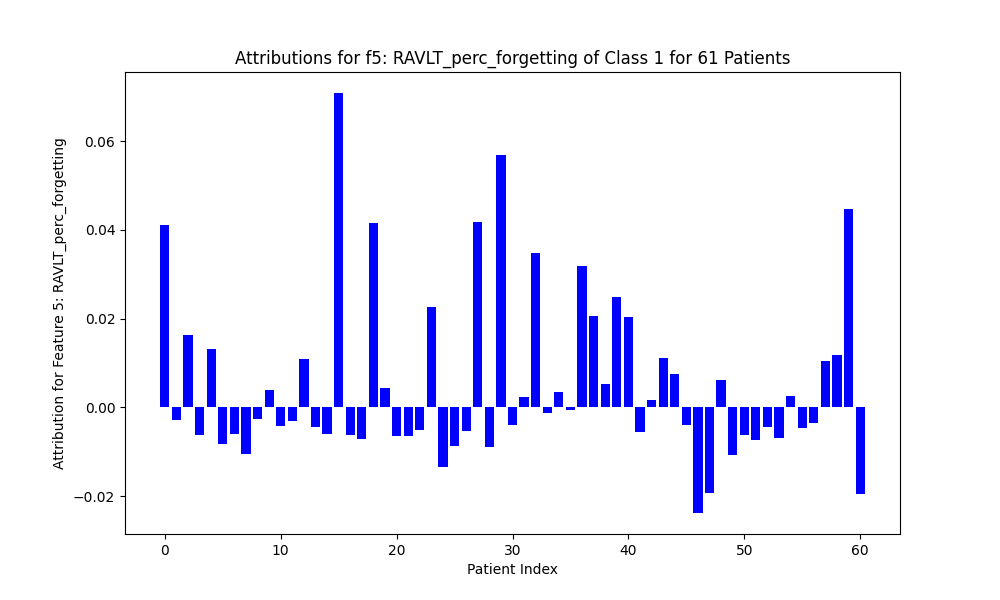 Attributions for f5: RAVLT_perc_forgetting of Class 1 for 61 Patients
Attribution for Feature 5: RAVLT_perc_forgetting
0.06
0.04
0.02
0.00
−0.02
0 10 20 30 40 50 60
Patient Index